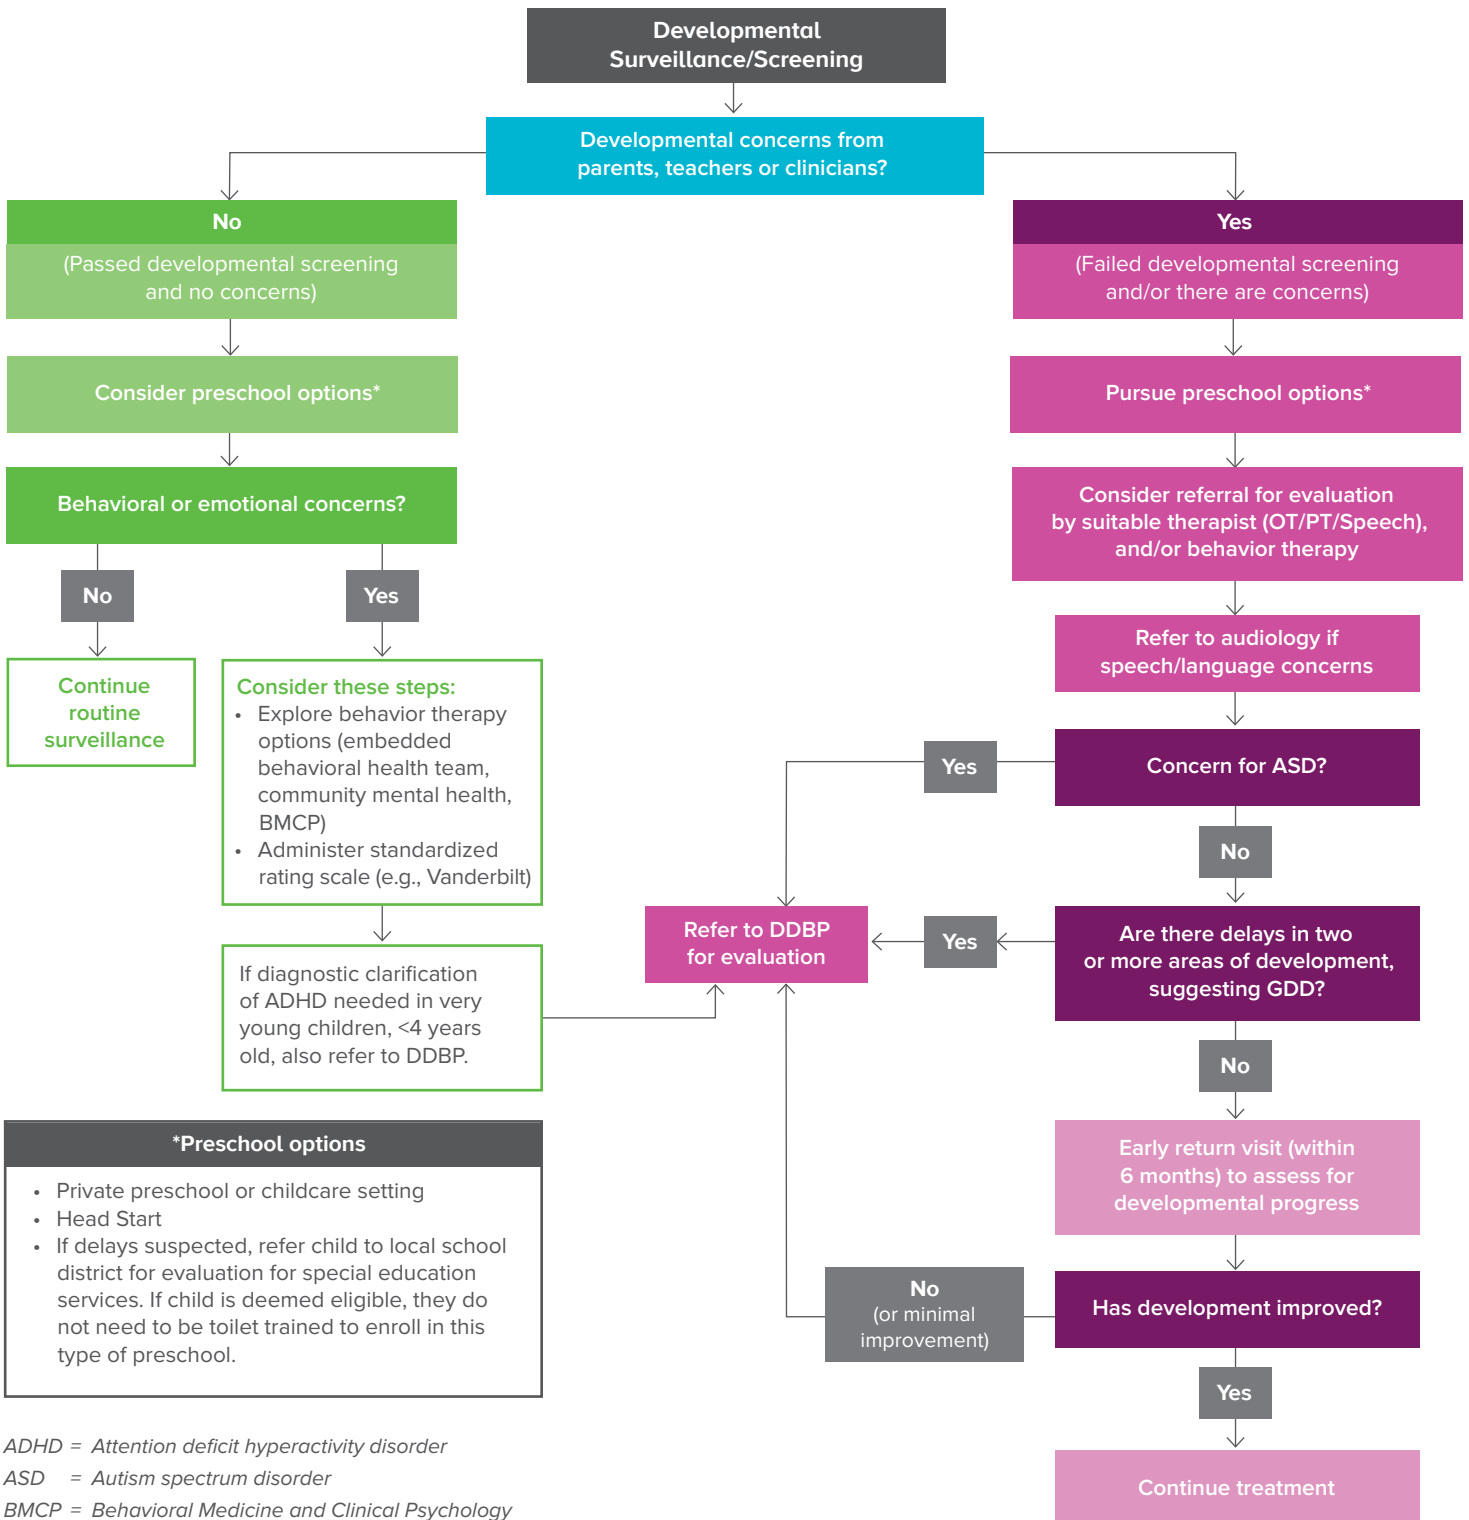 Developmental
Surveillance/Screening
Developmental concerns from
parents, teachers or clinicians?
No
(Passed developmental screening
and no concerns)
Consider preschool options*
Behavioral or emotional concerns?
No
Yes
Continue
routine
surveillance
Consider these steps:
• Explore behavior therapy
options (embedded
behavioral health team,
community mental health,
BMCP)
• Administer standardized
rating scale (e.g., Vanderbilt)
If diagnostic clarification
of ADHD needed in very
young children, <4 years
old, also refer to DDBP.
Yes
(Failed developmental screening
and/or there are concerns)
Pursue preschool options*
Consider referral for evaluation
by suitable therapist (OT/PT/Speech),
and/or behavior therapy
Refer to audiology if
speech/language concerns
Concern for ASD?
Yes
No
Refer to DDBP
for evaluation
Yes
Are there delays in two
or more areas of development,
suggesting GDD?
No
Early return visit (within
6 months) to assess for
developmental progress
Has development improved?
No
(or minimal
improvement)
Yes
Continue treatment
*Preschool options
• Private preschool or childcare setting
• Head Start
• If delays suspected, refer child to local school
district for evaluation for special education
services. If child is deemed eligible, they do
not need to be toilet trained to enroll in this
type of preschool.
ADHD = Attention deficit hyperactivity disorder
ASD = Autism spectrum disorder
BMCP = Behavioral Medicine and Clinical Psychology